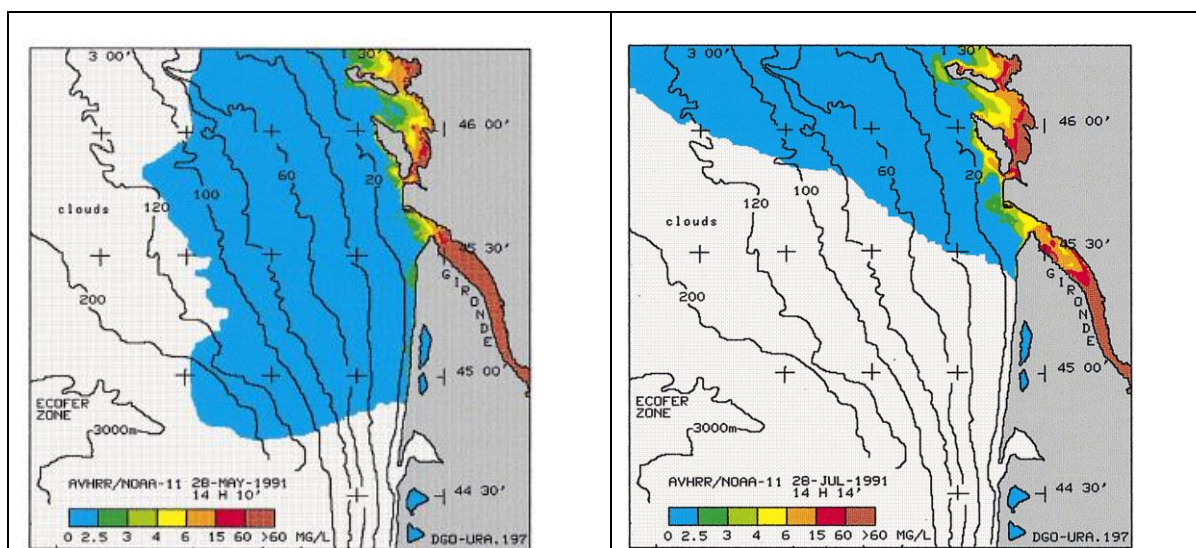 3 00' 1 30'
46 00'
60
20
100
120
clouds
45 30'
200
GIRONDE
45 00'
ECOFER
ZONE
3000m
AVHRR/NOAA-11 28-MAY-1991
14 H 10'
44 30'
0 2.5 3 4 6 15 60 >60 MG/L
DGO-URA.197
3 00' 1 30'
46 00'
60
20
100
120
clouds
45 30'
200
GIRONDE
45 00'
ECOFER
ZONE
3000m
AVHRR/NOAA-11 28-JUL-1991
14 H 14'
44 30'
0 2.5 3 4 6 15 60 >60 MG/L
DGO-URA.197